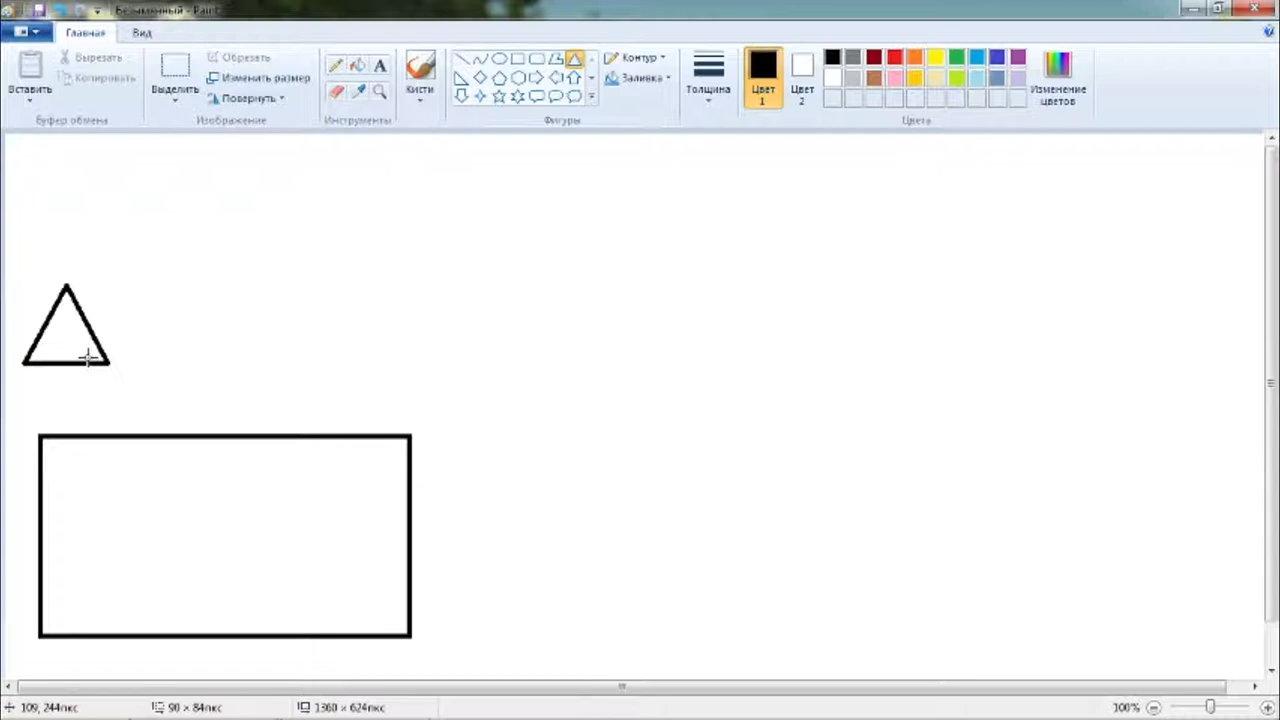 Безымянный - Paint
Главная Вид
Вставить
Вырезать
Копировать
Буфер обмена
Выделить
Обрезать
Изменить размер
Повернуть
Изображение
A
Инструменты
Кисти
Фигуры
Контур
Заливка
Толщина
Цвет 1
Цвет 2
Цвета
Изменение цветов
109, 244пкс 90 × 84пкс 1360 × 624пкс 100%